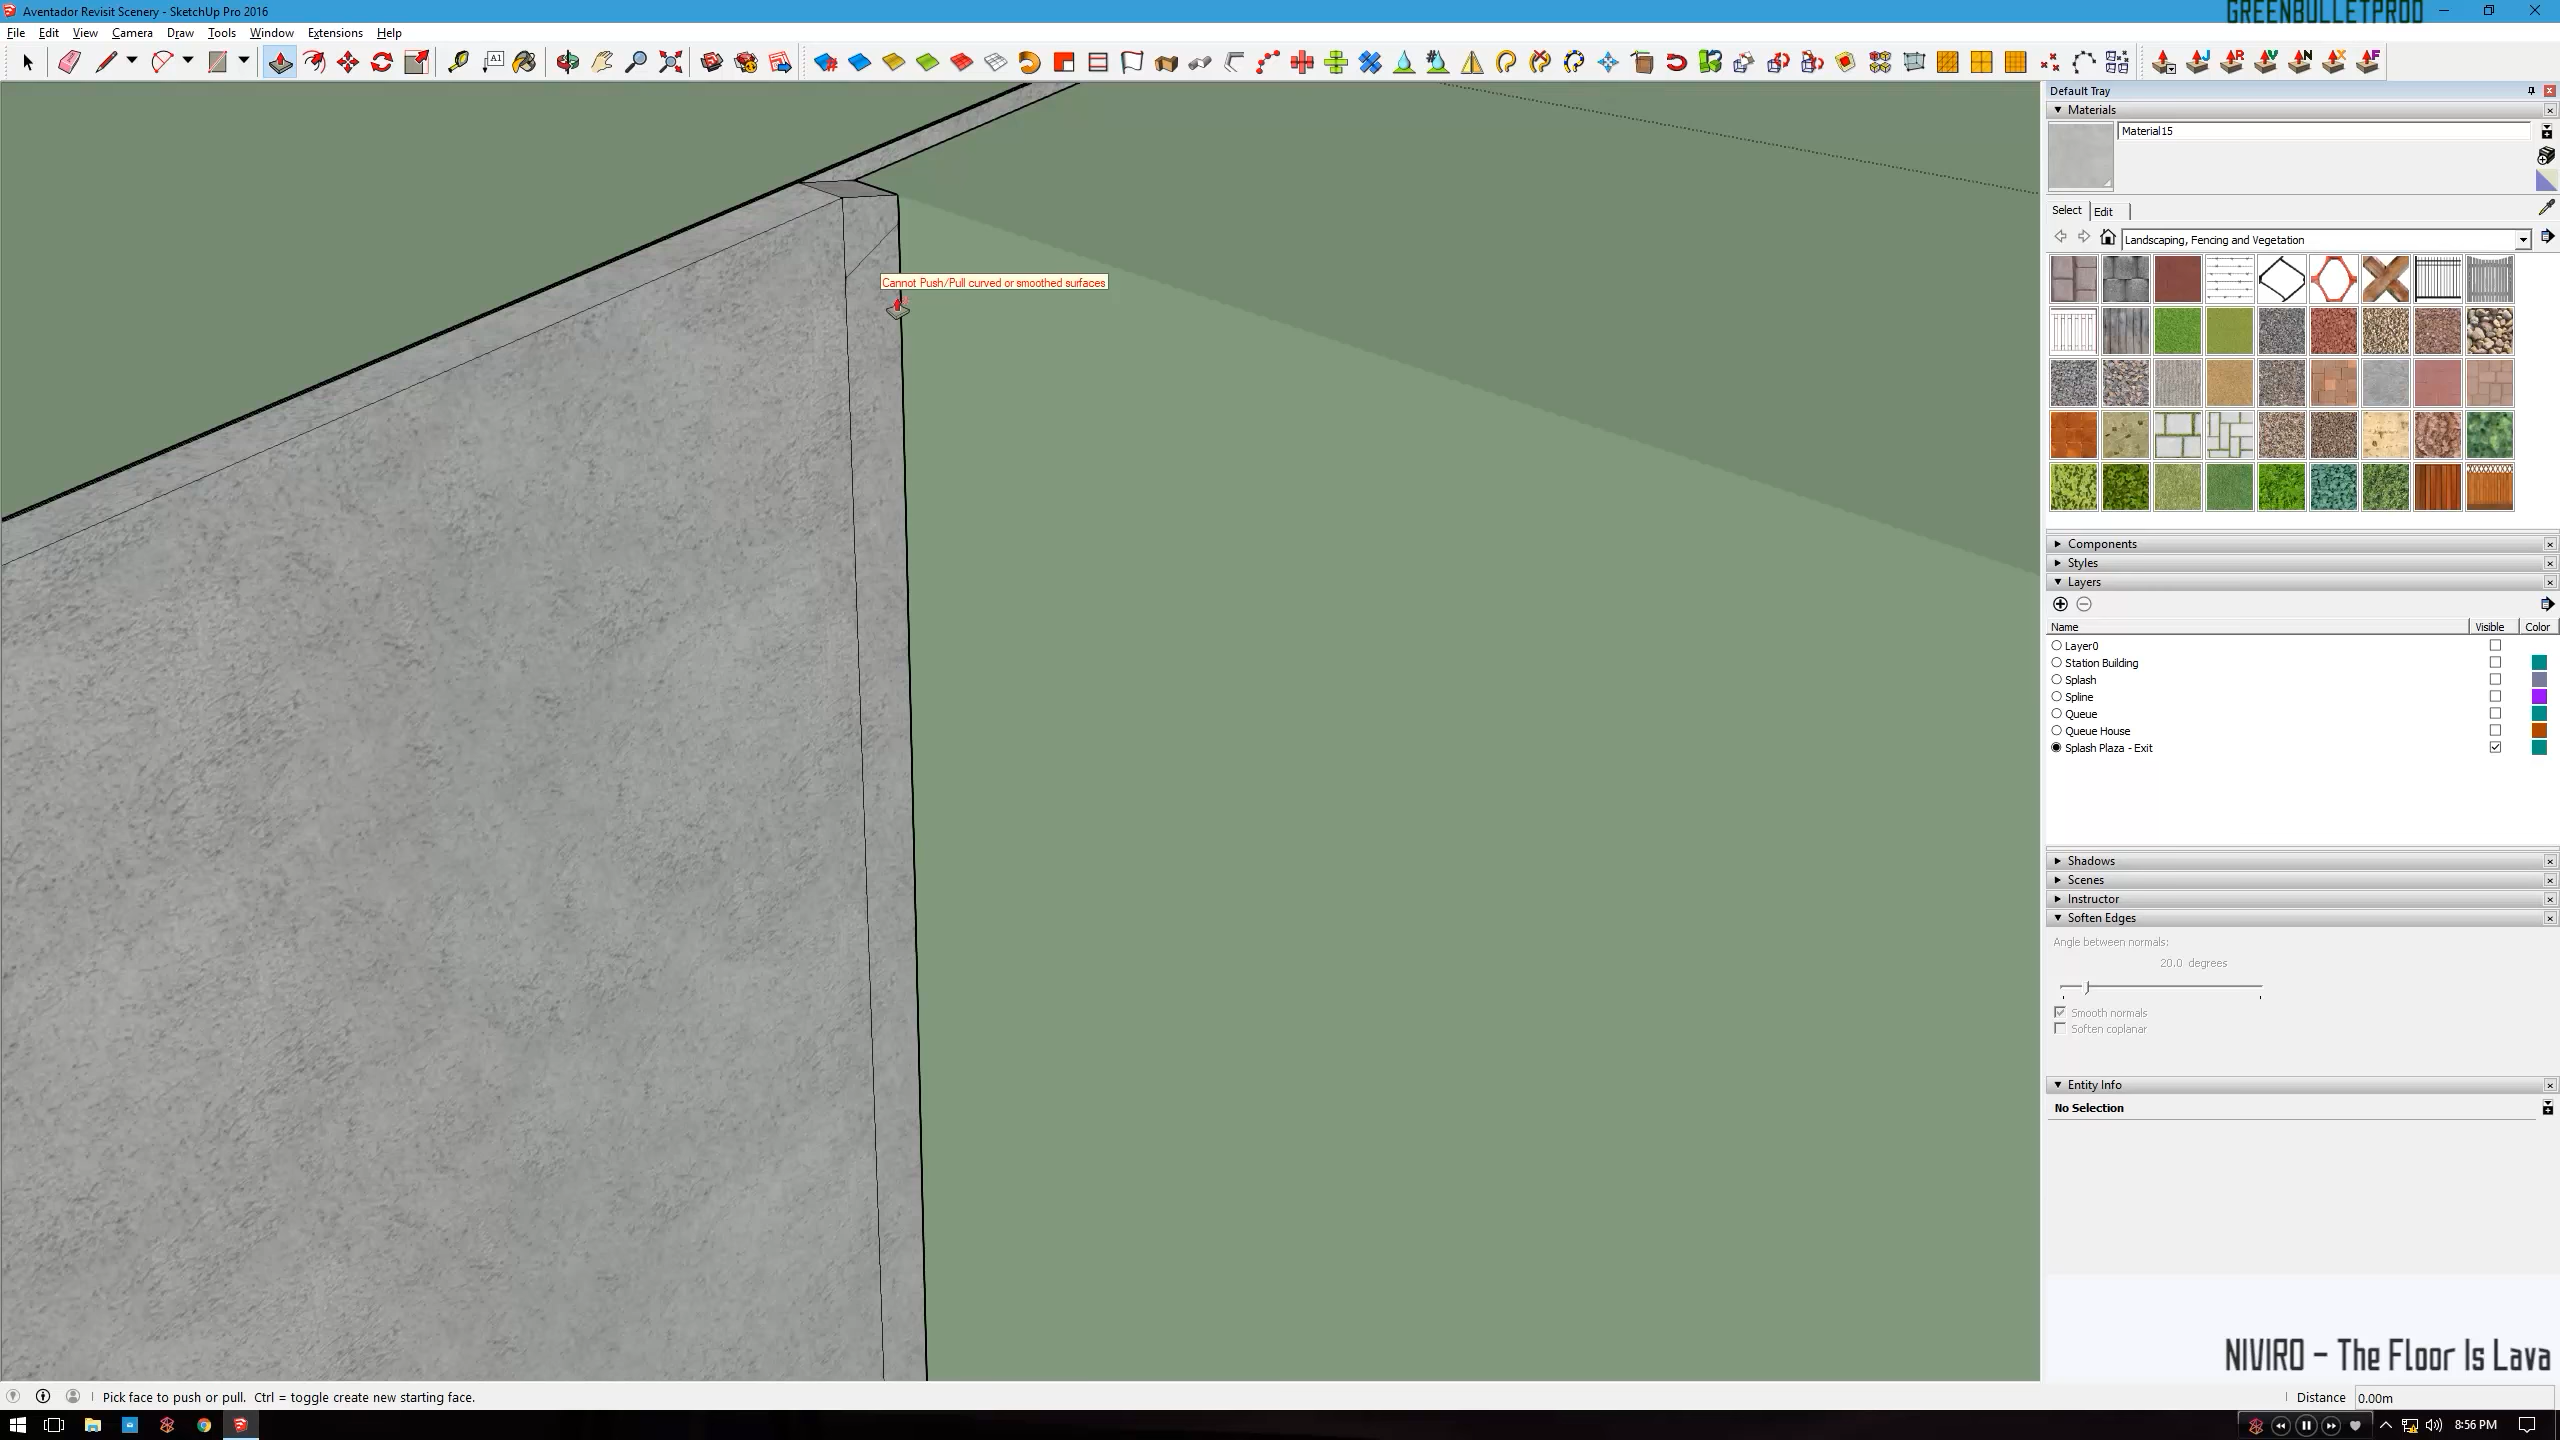 Aventador Revisit Scenery - SketchUp Pro 2016
GREENBULLETPROD
File Edit View Camera Draw Tools Window Extensions Help
A1
J R V N X F
Default Tray
Materials
Material15
Select Edit
Landscaping, Fencing and Vegetation
Cannot Push/Pull curved or smoothed surfaces
Components
Styles
Layers
Name Visible Color
Layer0
Station Building
Splash
Spline
Queue
Queue House
Splash Plaza - Exit
Shadows
Scenes
Instructor
Soften Edges
Angle between normals:
20.0 degrees
Smooth normals
Soften coplanar
Entity Info
No Selection
NIVIRO - The Floor Is Lava
Pick face to push or pull. Ctrl = toggle create new starting face.
Distance 0.00m
8:56 PM